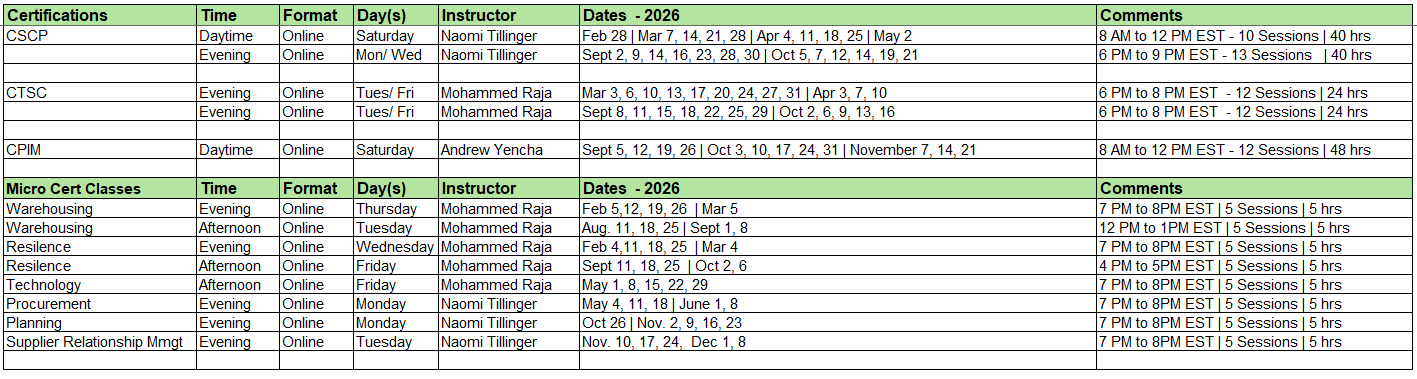 Certifications Time Format Day(s) Instructor Dates - 2026 Comments
CSCP Daytime Online Saturday Naomi Tillinger Feb 28 | Mar 7, 14, 21, 28 | Apr 4, 11, 18, 25 | May 2 8 AM to 12 PM EST - 10 Sessions | 40 hrs
Evening Online Mon/ Wed Naomi Tillinger Sept 2, 9, 14, 16, 23, 28, 30 | Oct 5, 7, 12, 14, 19, 21 6 PM to 9 PM EST - 13 Sessions | 40 hrs
CTSC Evening Online Tues/ Fri Mohammed Raja Mar 3, 6, 10, 13, 17, 20, 24, 27, 31 | Apr 3, 7, 10 6 PM to 8 PM EST - 12 Sessions | 24 hrs
Evening Online Tues/ Fri Mohammed Raja Sept 8, 11, 15, 18, 22, 25, 29 | Oct 2, 6, 9, 13, 16 6 PM to 8 PM EST - 12 Sessions | 24 hrs
CPIM Daytime Online Saturday Andrew Yencha Sept 5, 12, 19, 26 | Oct 3, 10, 17, 24, 31 | November 7, 14, 21 8 AM to 12 PM EST - 12 Sessions | 48 hrs
Micro Cert Classes Time Format Day(s) Instructor Dates - 2026 Comments
Warehousing Evening Online Thursday Mohammed Raja Feb 5,12, 19, 26 | Mar 5 7 PM to 8PM EST | 5 Sessions | 5 hrs
Warehousing Afternoon Online Tuesday Mohammed Raja Aug. 11, 18, 25 | Sept 1, 8 12 PM to 1PM EST | 5 Sessions | 5 hrs
Resilence Evening Online Wednesday Mohammed Raja Feb 4,11, 18, 25 | Mar 4 7 PM to 8PM EST | 5 Sessions | 5 hrs
Resilence Afternoon Online Friday Mohammed Raja Sept 11, 18, 25 | Oct 2, 6 4 PM to 5PM EST | 5 Sessions | 5 hrs
Technology Afternoon Online Friday Mohammed Raja May 1, 8, 15, 22, 29 7 PM to 8PM EST | 5 Sessions | 5 hrs
Procurement Evening Online Monday Naomi Tillinger May 4, 11, 18 | June 1, 8 7 PM to 8PM EST | 5 Sessions | 5 hrs
Planning Evening Online Monday Naomi Tillinger Oct 26 | Nov. 2, 9, 16, 23 7 PM to 8PM EST | 5 Sessions | 5 hrs
Supplier Relationship Mmgt Evening Online Tuesday Naomi Tillinger Nov. 10, 17, 24, Dec 1, 8 7 PM to 8PM EST | 5 Sessions | 5 hrs